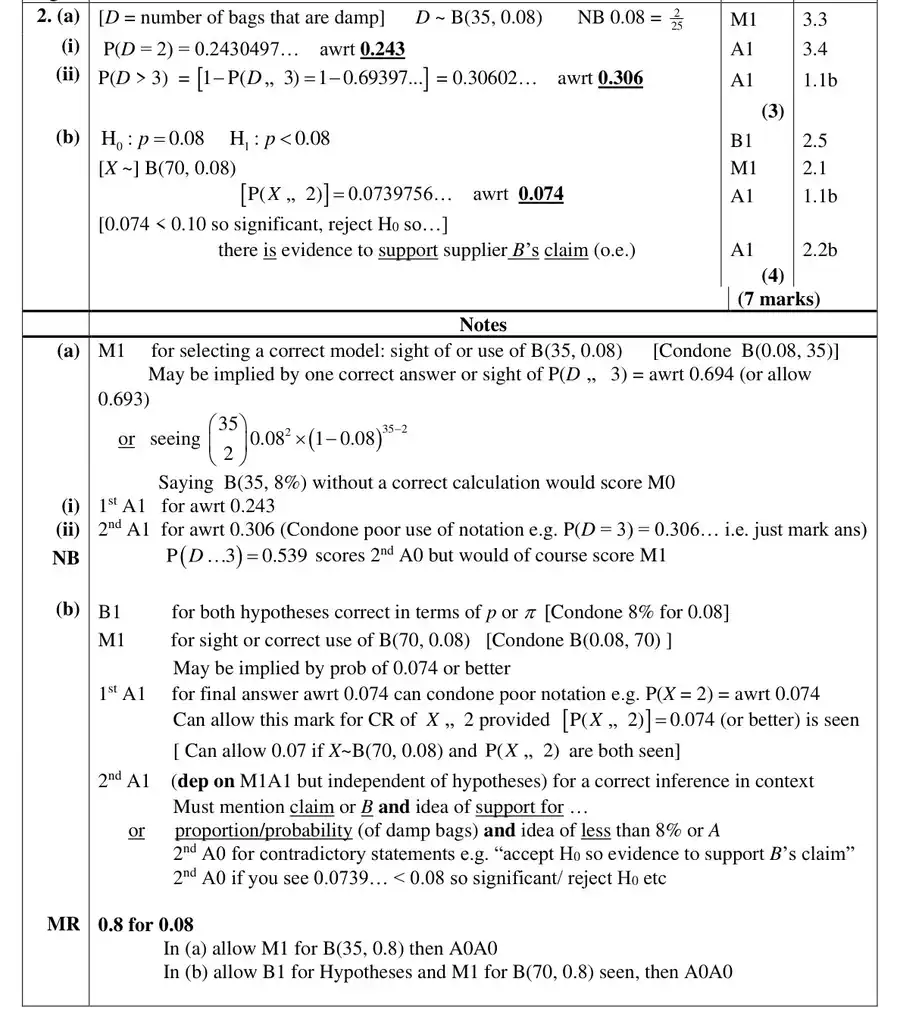 2. (a) [D = number of bags that are damp] D ~ B(35, 0.08) NB 0.08 = 2/25 M1 3.3
(i) P(D = 2) = 0.2430497… awrt 0.243 A1 3.4
(ii) P(D > 3) = [1 − P(D ,, 3) = 1 − 0.69397...] = 0.30602… awrt 0.306 A1 1.1b
(3)
(b) H₀ : p = 0.08 H₁ : p < 0.08 B1 2.5
[X ~] B(70, 0.08) M1 2.1
[P(X ,, 2)] = 0.0739756… awrt 0.074 A1 1.1b
[0.074 < 0.10 so significant, reject H₀ so…]
there is evidence to support supplier B's claim (o.e.) A1 2.2b
(4)
(7 marks)
Notes
(a) M1 for selecting a correct model: sight of or use of B(35, 0.08) [Condone B(0.08, 35)]
May be implied by one correct answer or sight of P(D ,, 3) = awrt 0.694 (or allow
0.693)
or seeing (35 2) 0.08² × (1 − 0.08)³⁵⁻²
Saying B(35, 8%) without a correct calculation would score M0
(i) 1st A1 for awrt 0.243
(ii) 2nd A1 for awrt 0.306 (Condone poor use of notation e.g. P(D = 3) = 0.306… i.e. just mark ans)
NB P(D …3) = 0.539 scores 2nd A0 but would of course score M1
(b) B1 for both hypotheses correct in terms of p or π [Condone 8% for 0.08]
M1 for sight or correct use of B(70, 0.08) [Condone B(0.08, 70) ]
May be implied by prob of 0.074 or better
1st A1 for final answer awrt 0.074 can condone poor notation e.g. P(X = 2) = awrt 0.074
Can allow this mark for CR of X ,, 2 provided [P(X ,, 2)] = 0.074 (or better) is seen
[ Can allow 0.07 if X~B(70, 0.08) and P(X ,, 2) are both seen]
2nd A1 (dep on M1A1 but independent of hypotheses) for a correct inference in context
Must mention claim or B and idea of support for …
or proportion/probability (of damp bags) and idea of less than 8% or A
2nd A0 for contradictory statements e.g. “accept H₀ so evidence to support B's claim”
2nd A0 if you see 0.0739… < 0.08 so significant/ reject H₀ etc
MR 0.8 for 0.08
In (a) allow M1 for B(35, 0.8) then A0A0
In (b) allow B1 for Hypotheses and M1 for B(70, 0.8) seen, then A0A0